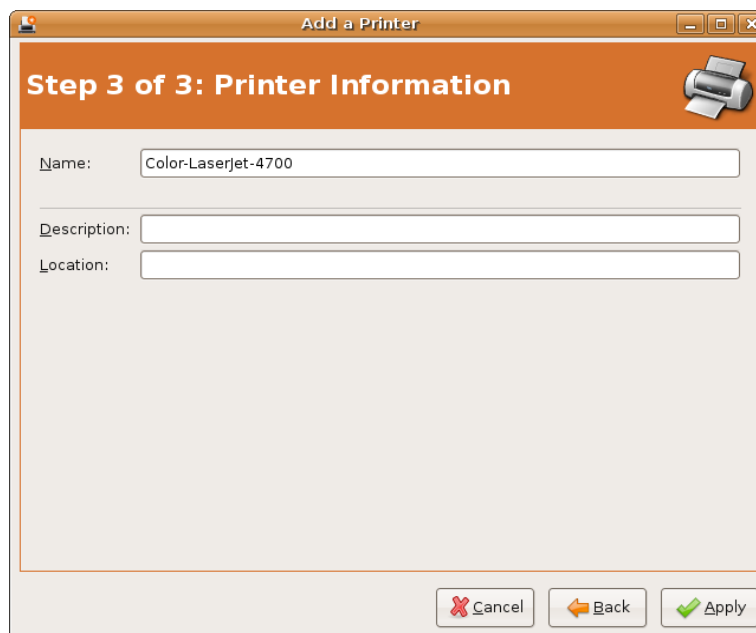 Add a Printer
Step 3 of 3: Printer Information
Name: Color-LaserJet-4700
Description:
Location:
Cancel Back Apply